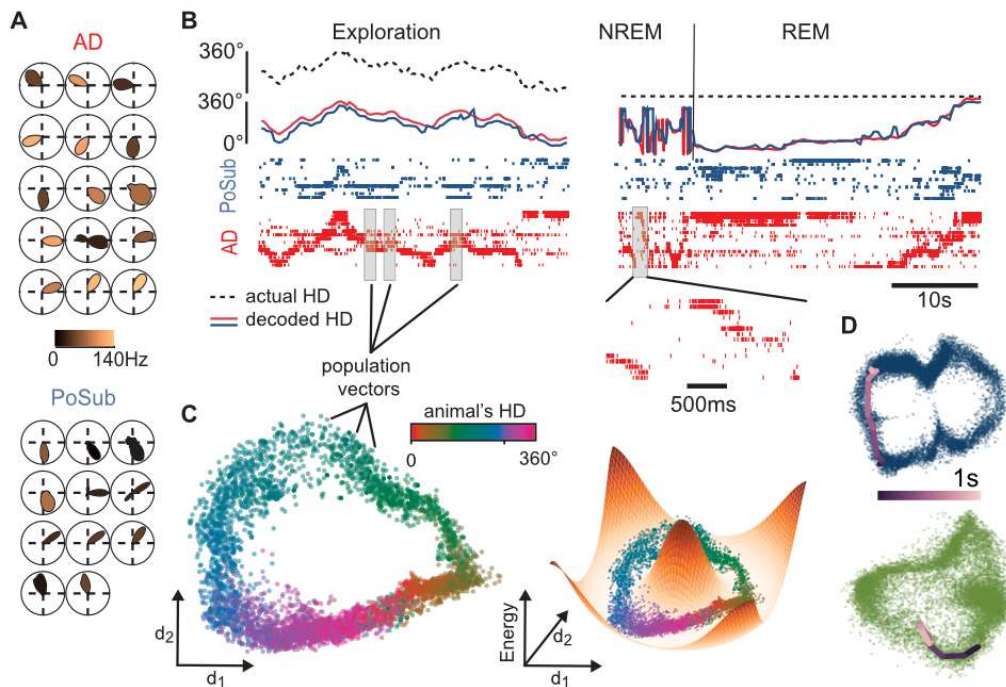 A
AD
0 140Hz
PoSub
B
Exploration
NREM
REM
360°
360°
0°
PoSub
AD
actual HD
decoded HD
10s
500ms
population
vectors
C
animal's HD
0 360°
d2
d1
Energy
d2
d1
D
1s